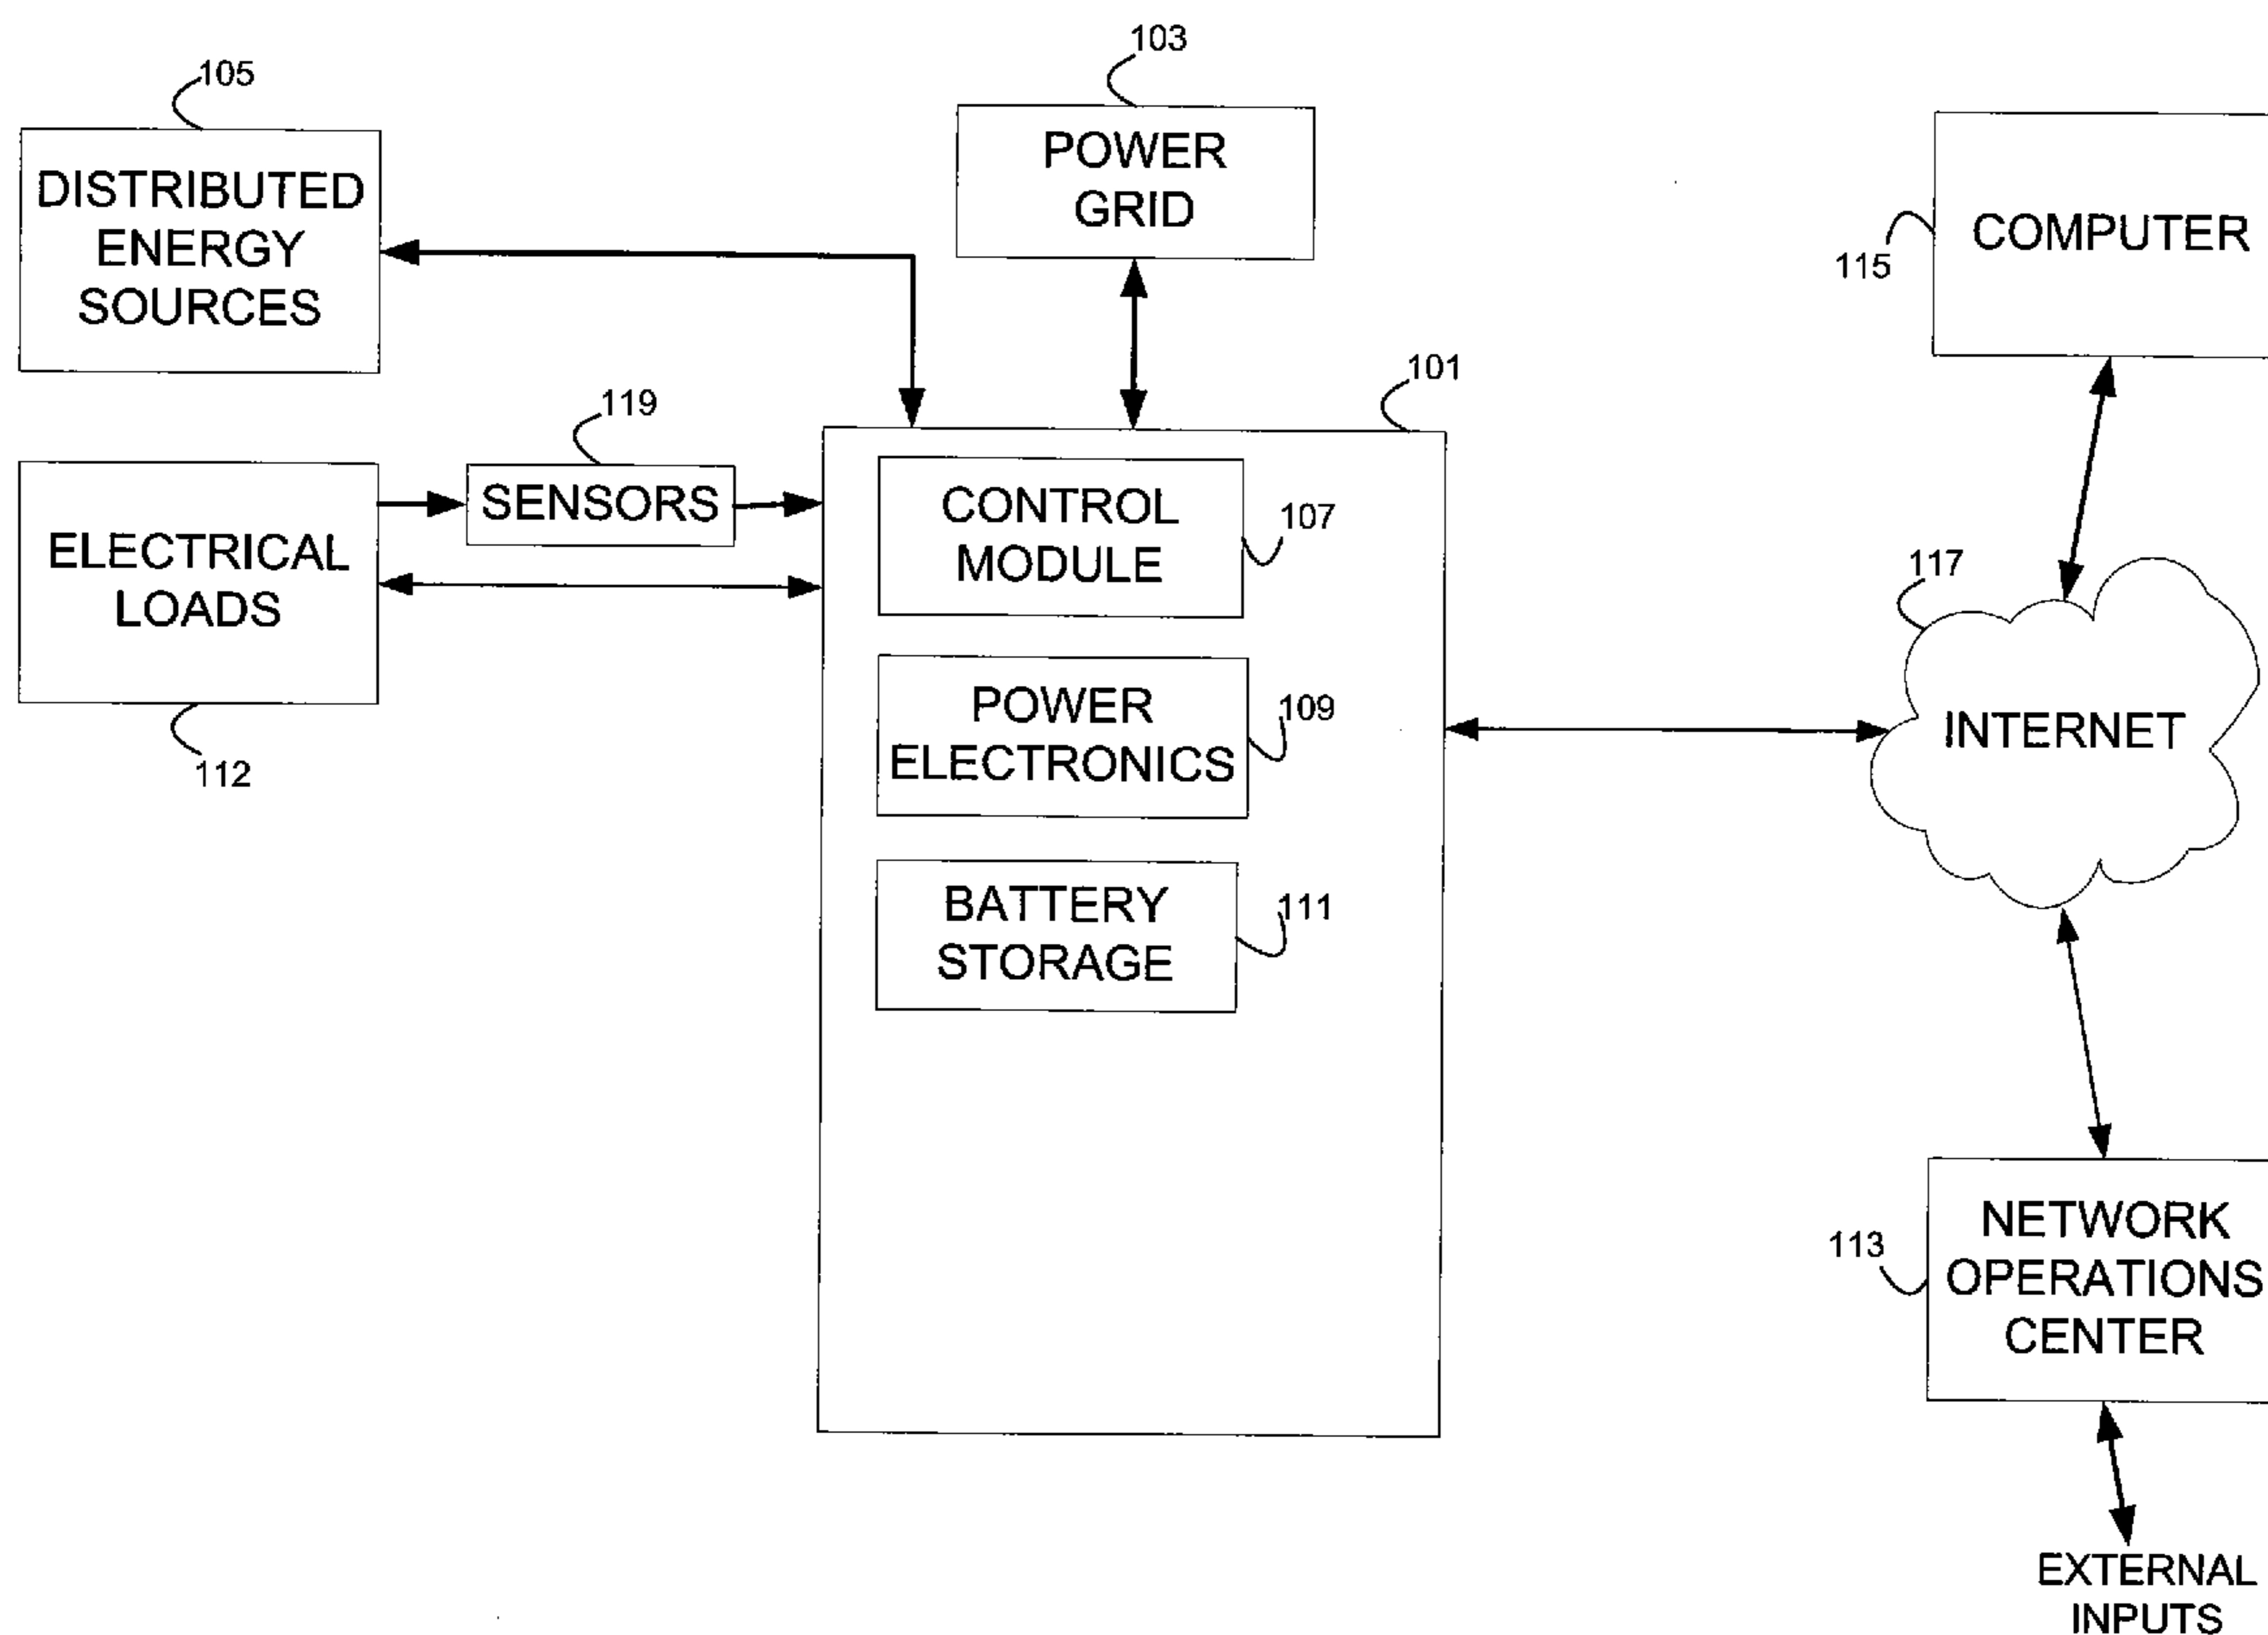 103
105
POWER
GRID
DISTRIBUTED
ENERGY
SOURCES
COMPUTER
115
101
119
SENSORS
CONTROL
MODULE
107
ELECTRICAL
LOADS
117
POWER
ELECTRONICS
109
INTERNET
112
BATTERY
STORAGE
111
NETWORK
OPERATIONS
CENTER
113
EXTERNAL
INPUTS